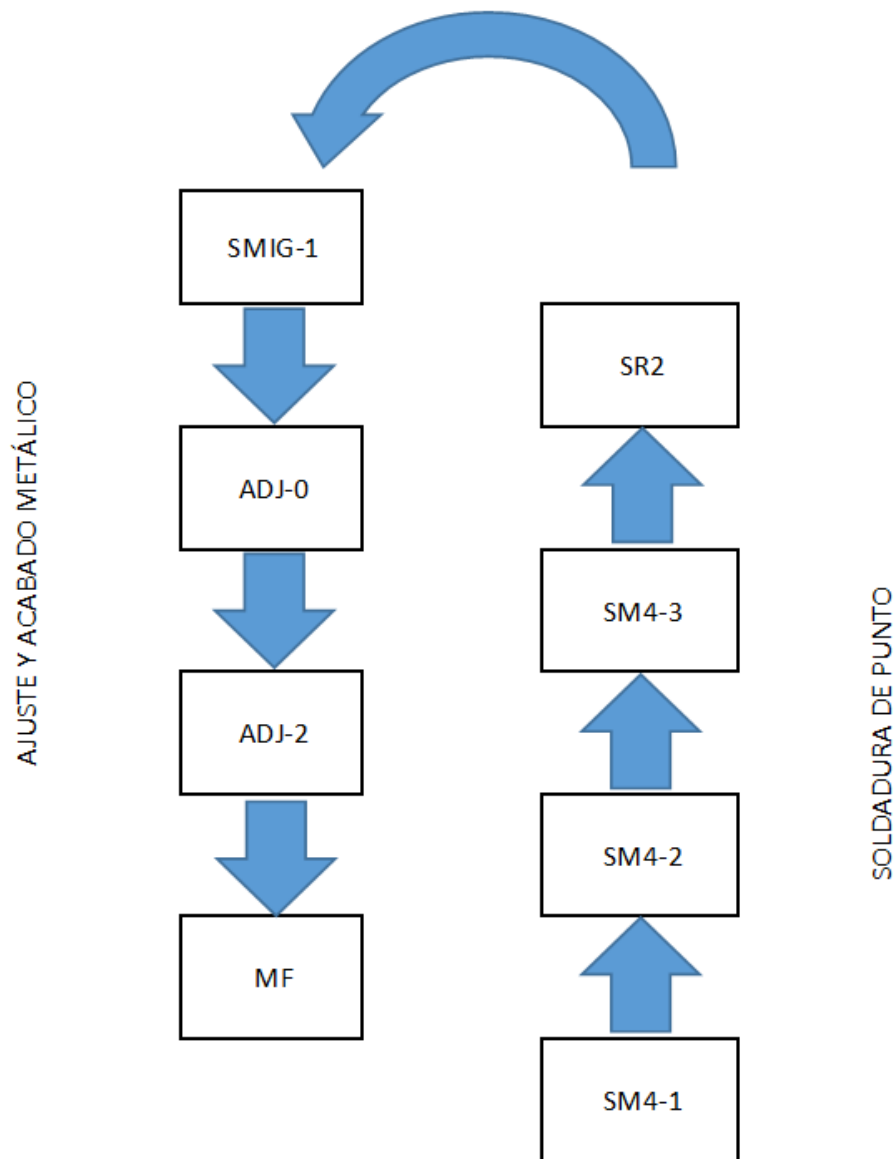 AJUSTE Y ACABADO METÁLICO
SMIG-1
ADJ-0
ADJ-2
MF
SR2
SM4-3
SM4-2
SM4-1
SOLDADURA DE PUNTO